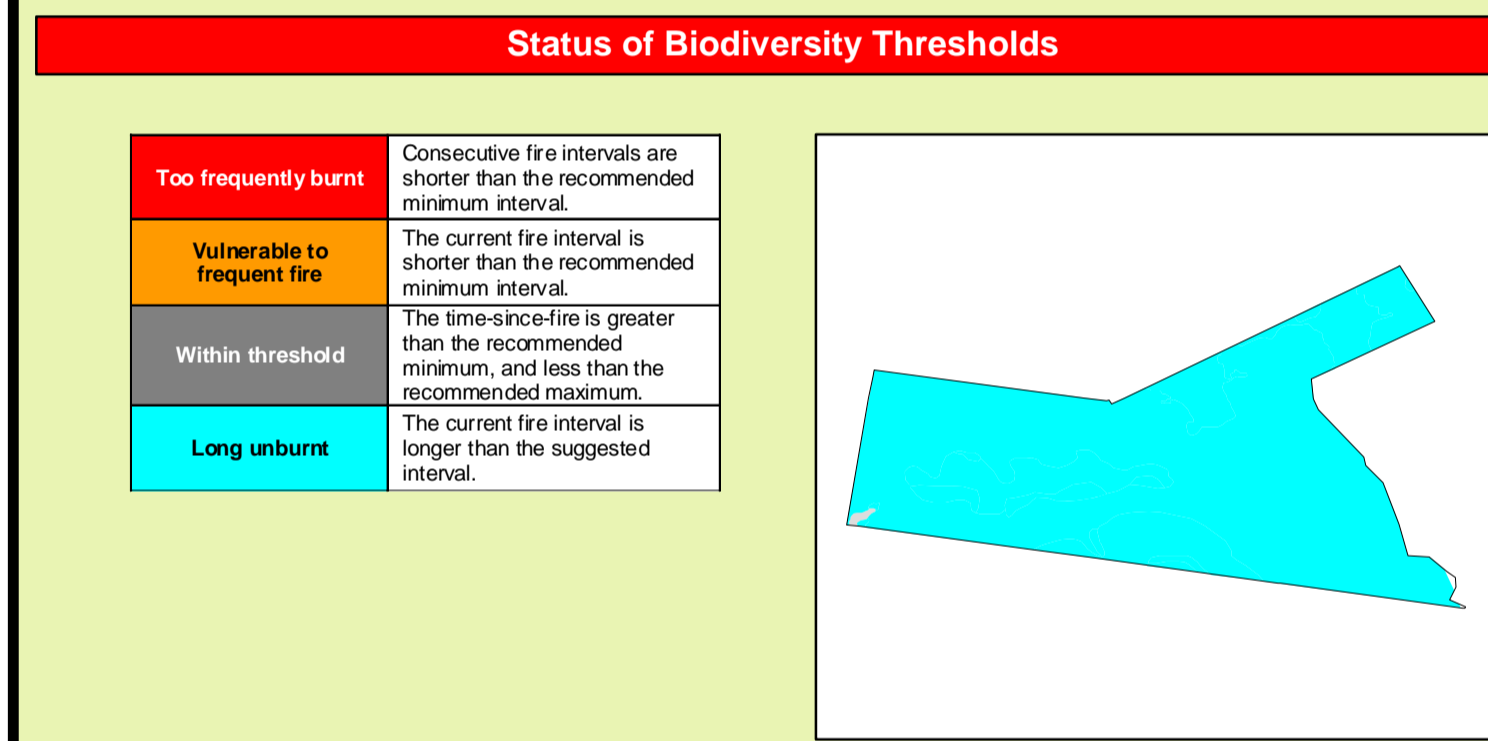 Status of Biodiversity Thresholds
Too frequently burnt
Consecutive fire intervals are
shorter than the recommended
minimum interval.
Vulnerable to
frequent fire
The current fire interval is
shorter than the recommended
minimum interval.
Within threshold
The time-since-fire is greater
than the recommended
minimum, and less than the
recommended maximum.
Long unburnt
The current fire interval is
longer than the suggested
interval.